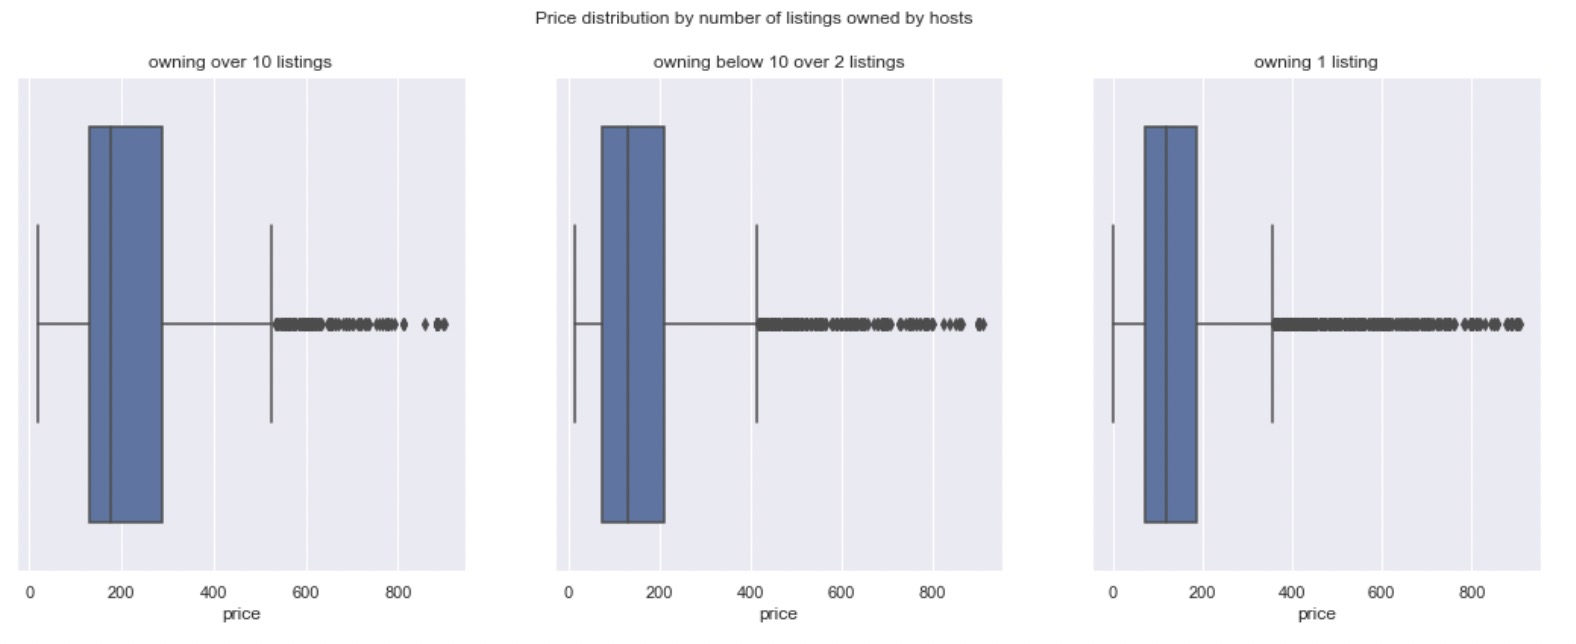 Price distribution by number of listings owned by hosts
owning over 10 listings
0 200 400 600 800
price
owning below 10 over 2 listings
0 200 400 600 800
price
owning 1 listing
0 200 400 600 800
price